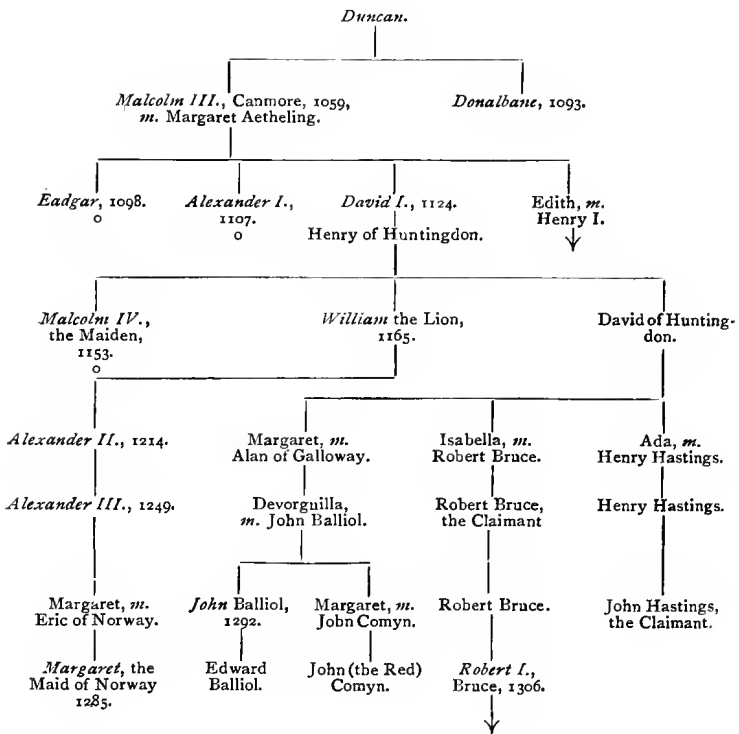 Duncan.
Malcolm III., Canmore, 1059,
m. Margaret Aetheling.
Donalbane, 1093.
Eadgar, 1098.
o
Alexander I.,
1107.
o
David I., 1124.
Henry of Huntingdon.
Edith, m.
Henry I.
Malcolm IV.,
the Maiden,
1153.
o
William the Lion,
1165.
David of Hunting-
don.
Alexander II., 1214.
Margaret, m.
Alan of Galloway.
Isabella, m.
Robert Bruce.
Ada, m.
Henry Hastings.
Alexander III., 1249.
Devorguilla,
m. John Balliol.
Robert Bruce,
the Claimant
Henry Hastings.
Margaret, m.
Eric of Norway.
John Balliol,
1292.
Margaret, m.
John Comyn.
Robert Bruce.
John Hastings,
the Claimant.
Margaret, the
Maid of Norway
1285.
Edward
Balliol.
John (the Red)
Comyn.
Robert I.,
Bruce, 1306.